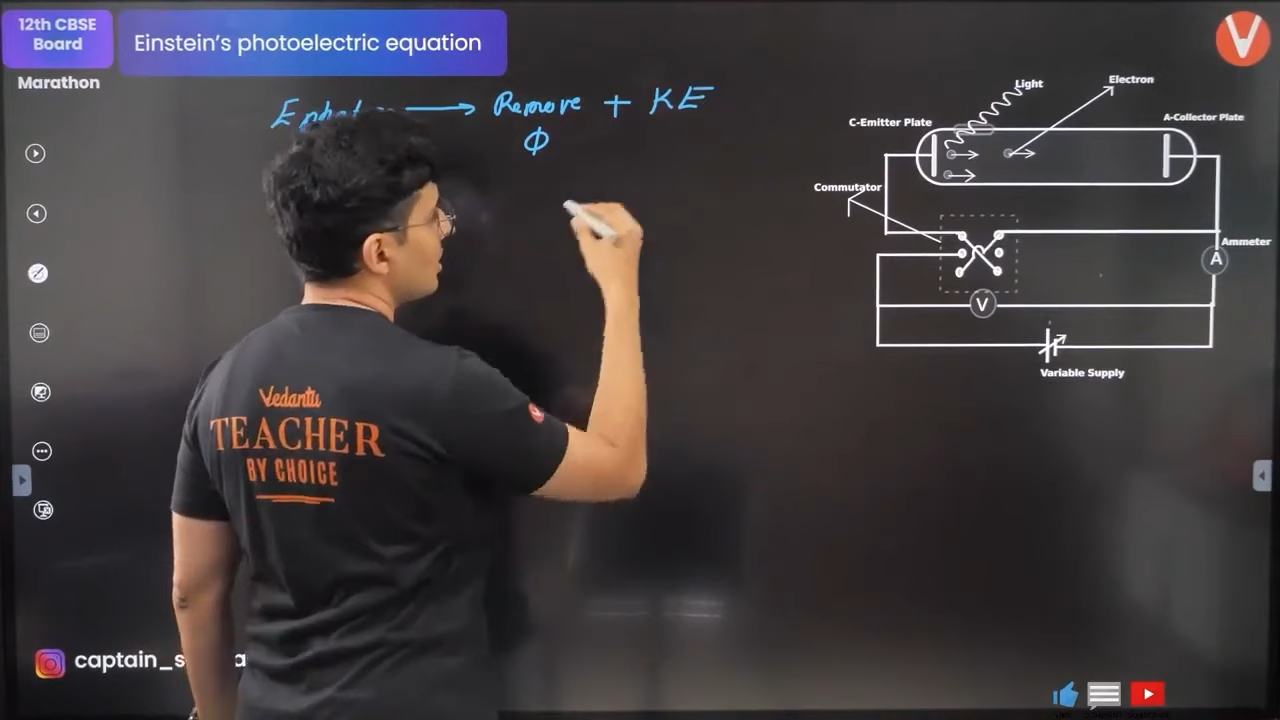 12th CBSE
Board
Marathon
Einstein's photoelectric equation
→ Remove + KE
Φ
Light
Electron
C-Emitter Plate
A-Collector Plate
Commutator
Ammeter
A
V
Variable Supply
Vedantu
TEACHER
BY CHOICE
V